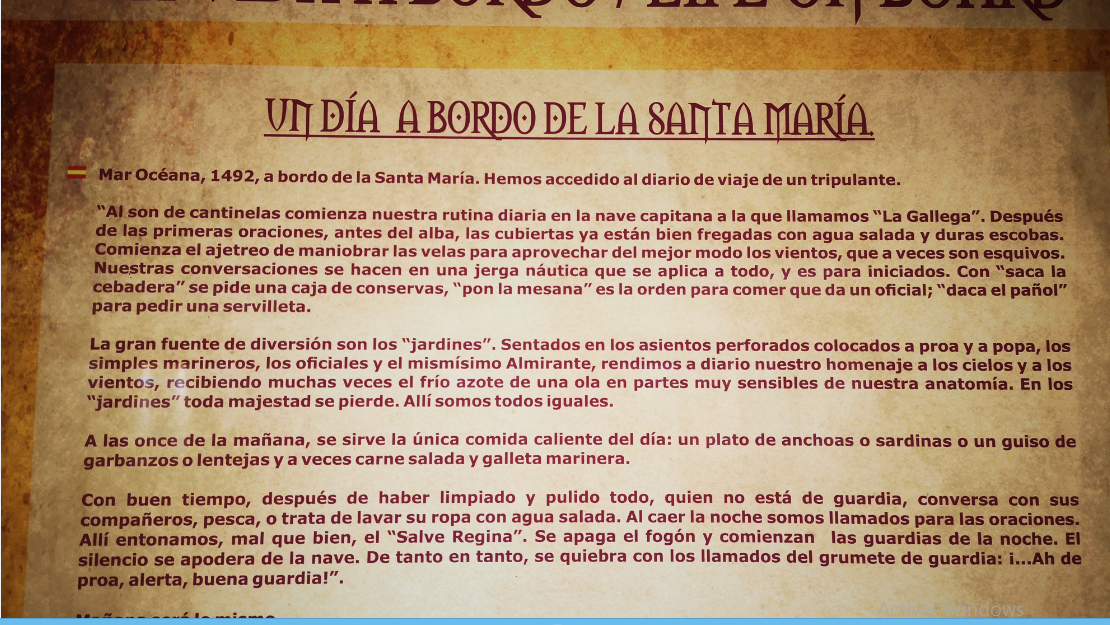 A BORDO / LIFE ON BOARD
UN DÍA A BORDO DE LA SANTA MARÍA.
Mar Océana, 1492, a bordo de la Santa María. Hemos accedido al diario de viaje de un tripulante.
“Al son de cantinelas comienza nuestra rutina diaria en la nave capitana a la que llamamos “La Gallega”. Después
de las primeras oraciones, antes del alba, las cubiertas ya están bien fregadas con agua salada y duras escobas.
Comienza el ajetreo de maniobrar las velas para aprovechar del mejor modo los vientos, que a veces son esquivos.
Nuestras conversaciones se hacen en una jerga náutica que se aplica a todo, y es para iniciados. Con “saca la
cebadera” se pide una caja de conservas, “pon la mesana” es la orden para comer que da un oficial; “daca el pañol”
para pedir una servilleta.
La gran fuente de diversión son los “jardines”. Sentados en los asientos perforados colocados a proa y a popa, los
simples marineros, los oficiales y el mismísimo Almirante, rendimos a diario nuestro homenaje a los cielos y a los
vientos, recibiendo muchas veces el frío azote de una ola en partes muy sensibles de nuestra anatomía. En los
“jardines” toda majestad se pierde. Allí somos todos iguales.
A las once de la mañana, se sirve la única comida caliente del día: un plato de anchoas o sardinas o un guiso de
garbanzos o lentejas y a veces carne salada y galleta marinera.
Con buen tiempo, después de haber limpiado y pulido todo, quien no está de guardia, conversa con sus
compañeros, pesca, o trata de lavar su ropa con agua salada. Al caer la noche somos llamados para las oraciones.
Allí entonamos, mal que bien, el “Salve Regina”. Se apaga el fogón y comienzan las guardias de la noche. El
silencio se apodera de la nave. De tanto en tanto, se quiebra con los llamados del grumete de guardia: ¡...Ah de
proa, alerta, buena guardia!”.
Mañana será lo mismo
Windows